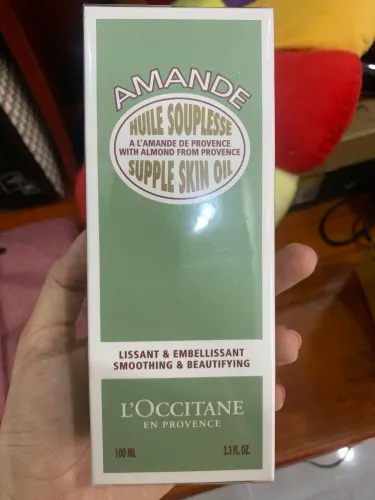 AMANDE
HUILE SOUPLESSE
A L'AMANDE DE PROVENCE
WITH ALMOND FROM PROVENCE
SUPPLE SKIN OIL
LISSANT & EMBELLISSANT
SMOOTHING & BEAUTIFYING
L'OCCITANE
EN PROVENCE
100 ML 3.3 FL. OZ.